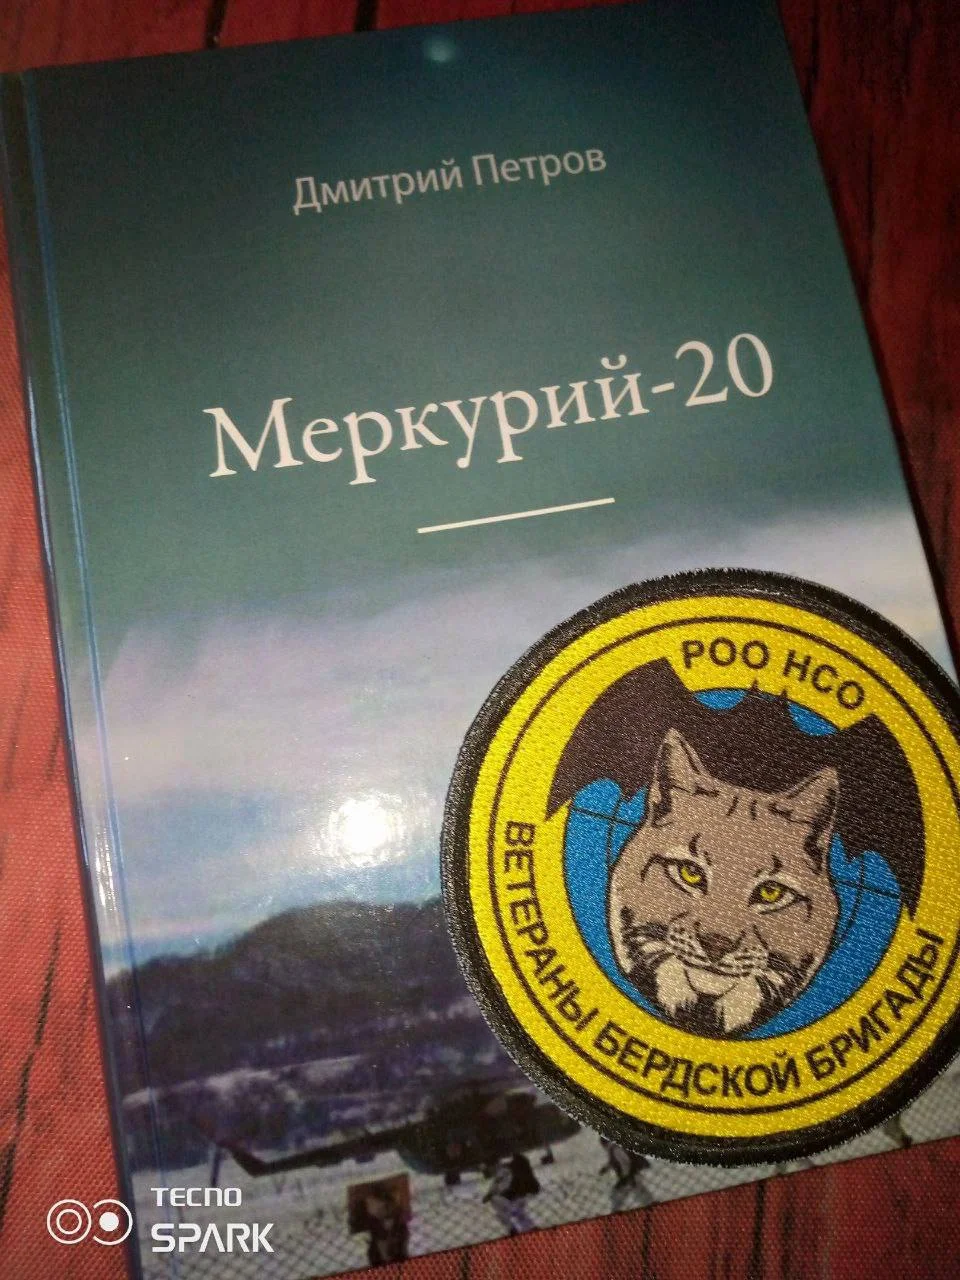 Дмитрий Петров
Меркурий-20
РОО НСО
ВЕТЕРАНЫ БЕРДСКОЙ БРИГАДЫ
TECNO
SPARK